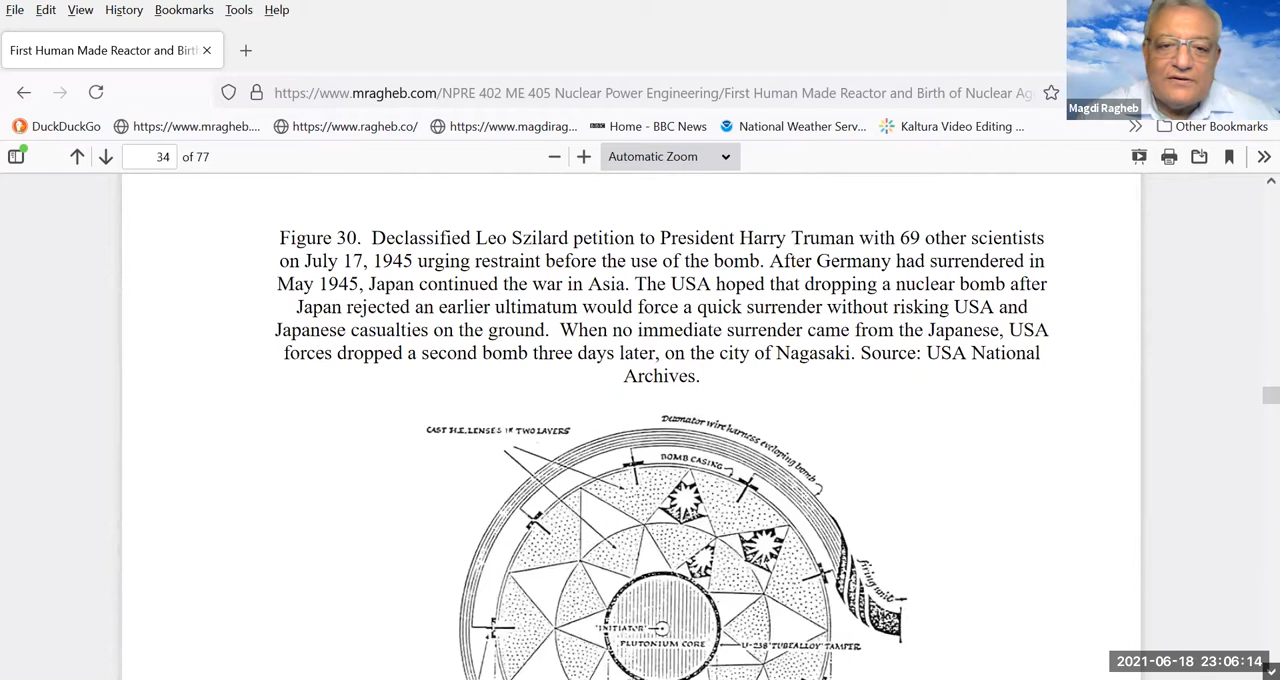 File Edit View History Bookmarks Tools Help
First Human Made Reactor and Birt
https://www.mragheb.com/NPRE 402 ME 405 Nuclear Power Engineering/First Human Made Reactor and Birth of Nuclear Ag
Magdi Ragheb
DuckDuckGo https://www.mragheb.... https://www.ragheb.co/ https://www.magdirag... Home - BBC News National Weather Serv... Kaltura Video Editing ... Other Bookmarks
34 of 77 Automatic Zoom
Figure 30. Declassified Leo Szilard petition to President Harry Truman with 69 other scientists
on July 17, 1945 urging restraint before the use of the bomb. After Germany had surrendered in
May 1945, Japan continued the war in Asia. The USA hoped that dropping a nuclear bomb after
Japan rejected an earlier ultimatum would force a quick surrender without risking USA and
Japanese casualties on the ground. When no immediate surrender came from the Japanese, USA
forces dropped a second bomb three days later, on the city of Nagasaki. Source: USA National
Archives.
Detonator wire harness enveloping bomb
CAST H.E. LENSES IN TWO LAYERS
BOMB CASING
firing unit
"INITIATOR"
PLUTONIUM CORE
U-238 "TUBEALLOY" TAMPER
2021-06-18 23:06:14